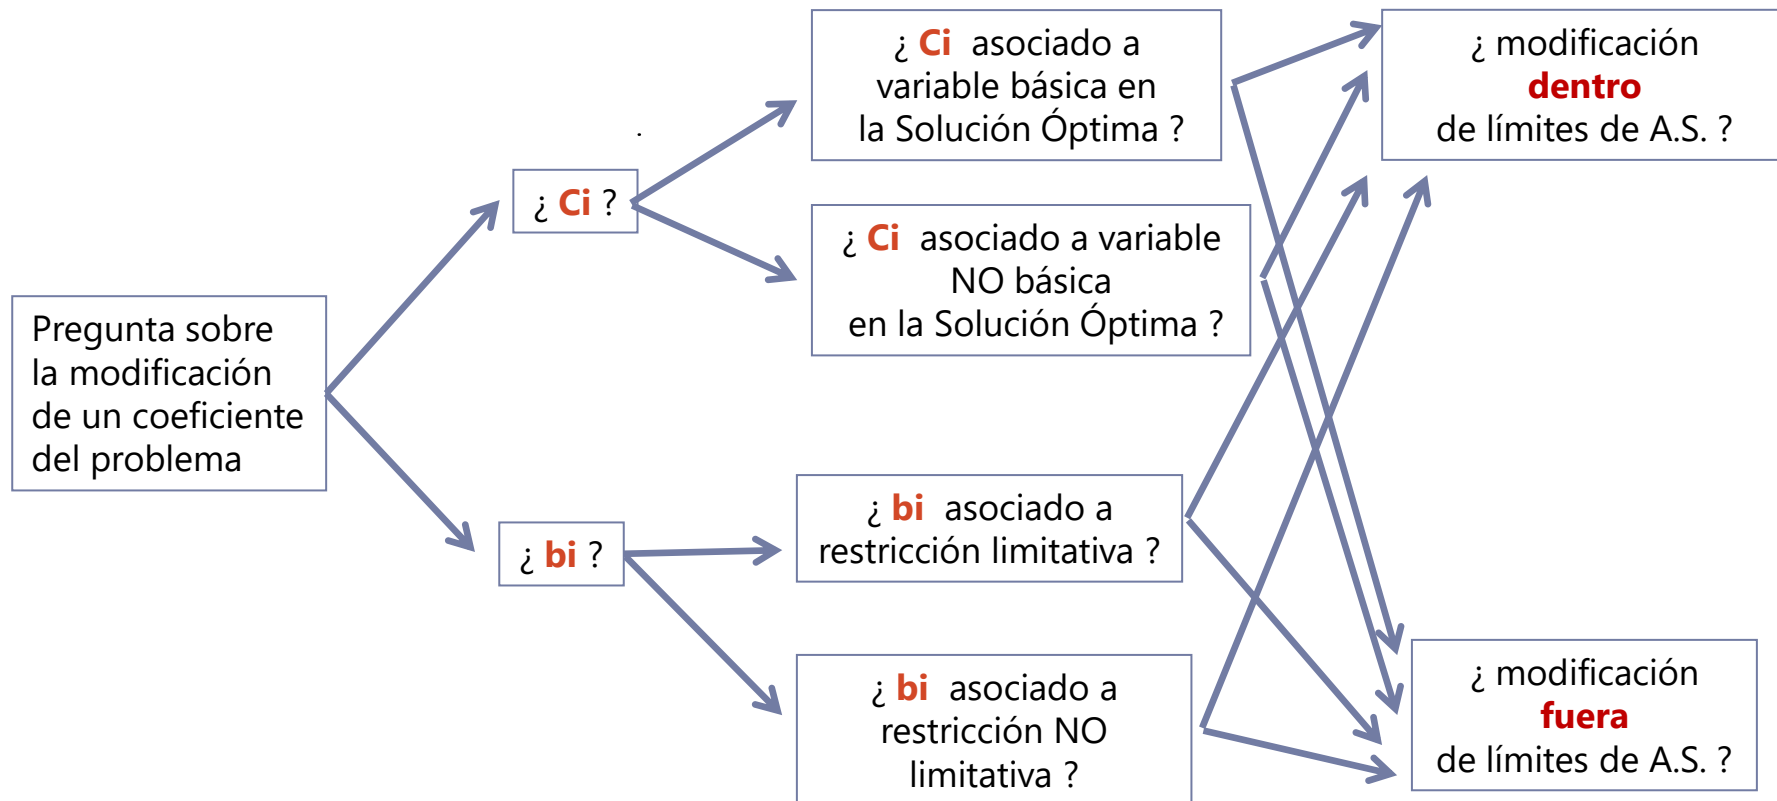 Pregunta sobre
la modificación
de un coeficiente
del problema
¿ Ci ?
¿ bi ?
¿ Ci asociado a
variable básica en
la Solución Óptima ?
¿ Ci asociado a variable
NO básica
en la Solución Óptima ?
¿ bi asociado a
restricción limitativa ?
¿ bi asociado a
restricción NO
limitativa ?
¿ modificación
dentro
de límites de A.S. ?
¿ modificación
fuera
de límites de A.S. ?